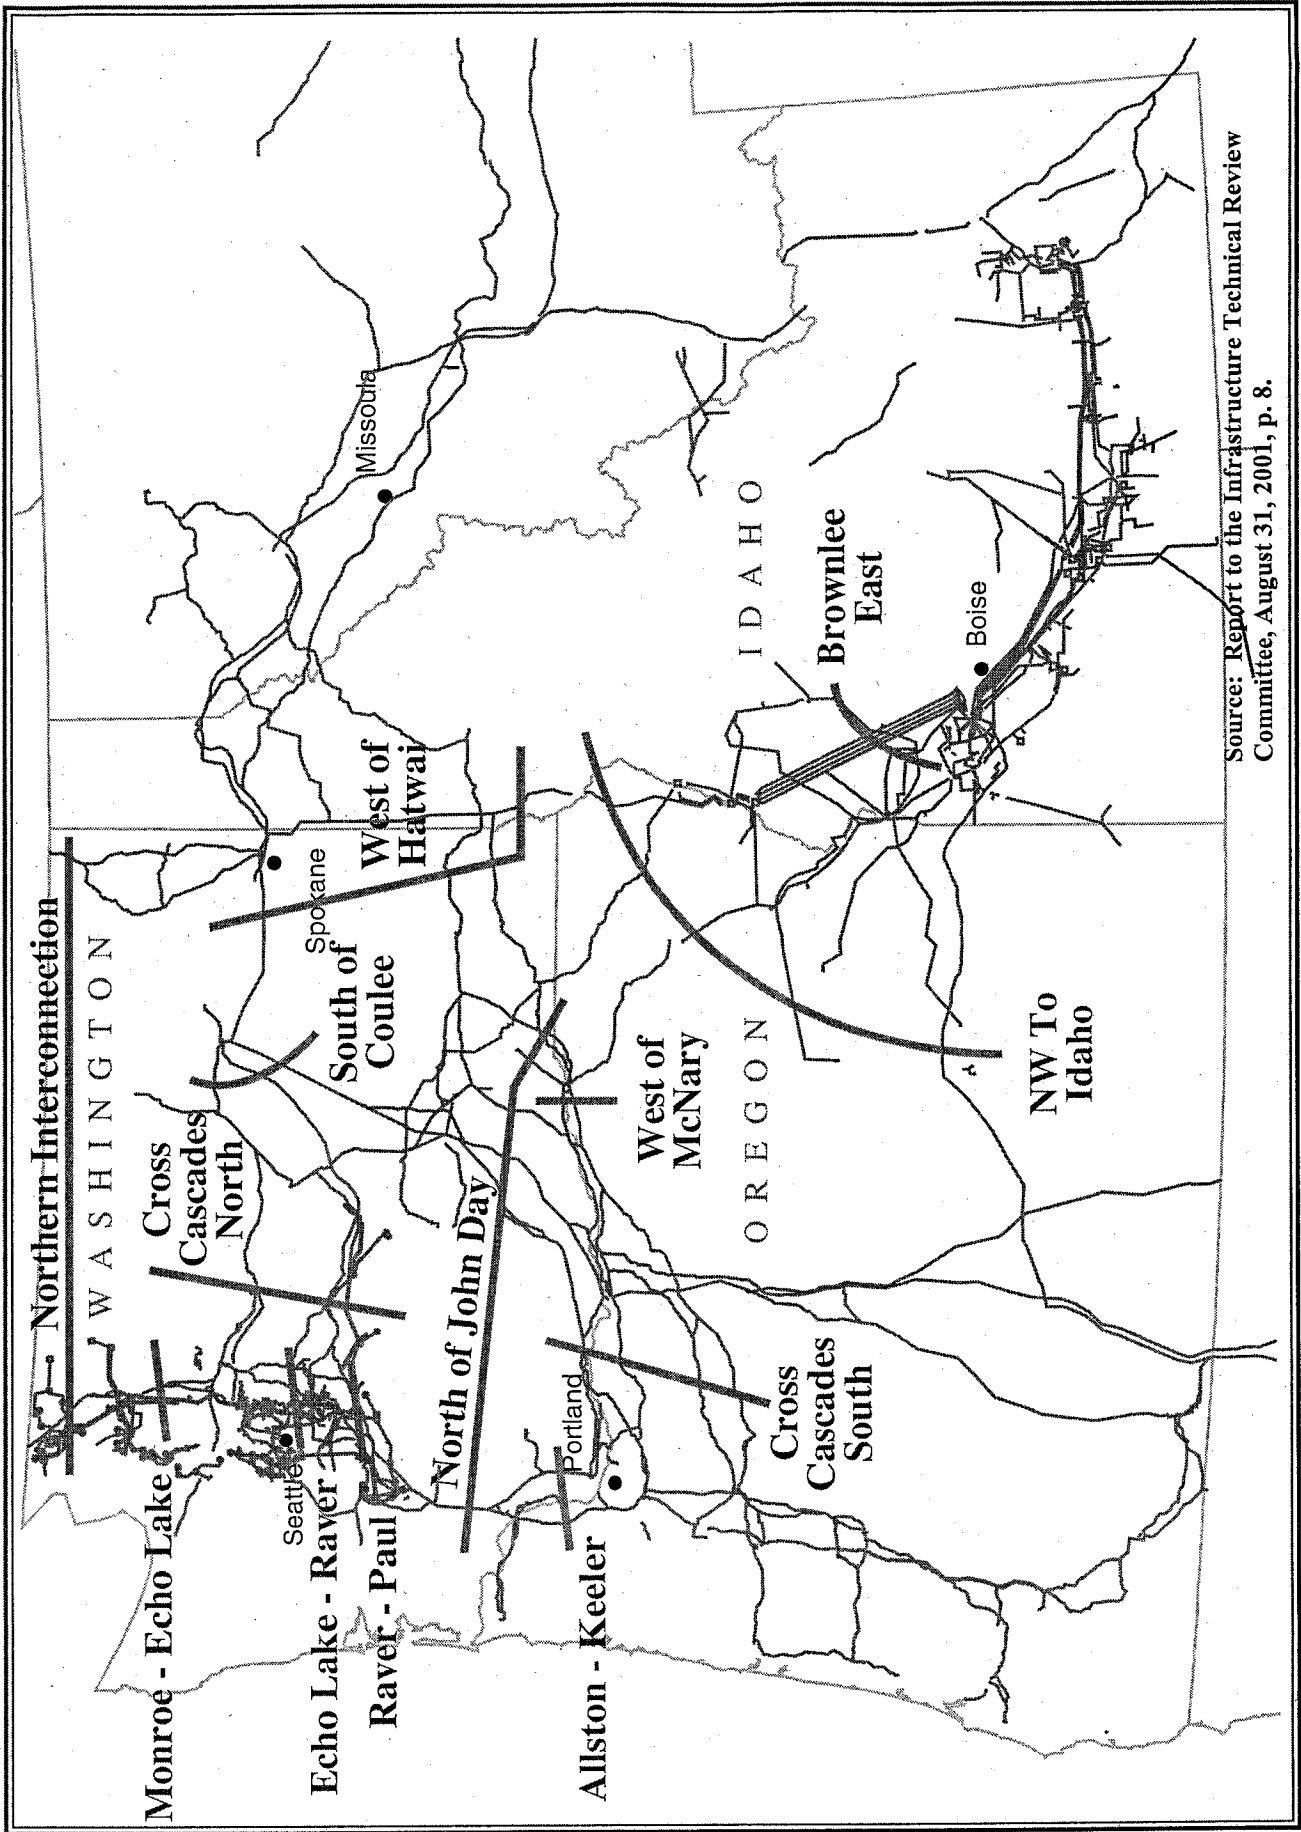 Northern Interconnection
WASHINGTON
Monroe - Echo Lake
Cross
Cascades
North
Seattle
Spokane
Missoula
Echo Lake - Raver
South of
Coulee
West of
Hatwai
Raver - Paul
North of John Day
Portland
Allston - Keeler
West of
McNary
OREGON
IDAHO
Cross
Cascades
South
Brownlee
East
Boise
NW To
Idaho
Source: Report to the Infrastructure Technical Review
Committee, August 31, 2001, p. 8.